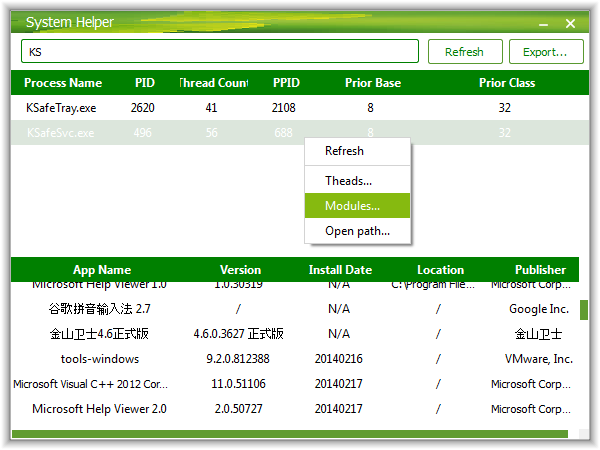 System Helper
KS Refresh Export...
Process Name PID Thread Count PPID Prior Base Prior Class
KSafeTray.exe 2620 41 2108 8 32
KSafeSvc.exe 496 56 688 8 32
Refresh
Theads...
Modules...
Open path...
App Name Version Install Date Location Publisher
Microsoft Help Viewer 1.0 1.0.30319 N/A C:\Program File... Microsoft Corp...
谷歌拼音输入法 2.7 / N/A / Google Inc.
金山卫士4.6正式版 4.6.0.3627 正式版 N/A / 金山卫士
tools-windows 9.2.0.812388 20140216 / VMware, Inc.
Microsoft Visual C++ 2012 Cor... 11.0.51106 20140217 / Microsoft Corp...
Microsoft Help Viewer 2.0 2.0.50727 20140217 / Microsoft Corp...